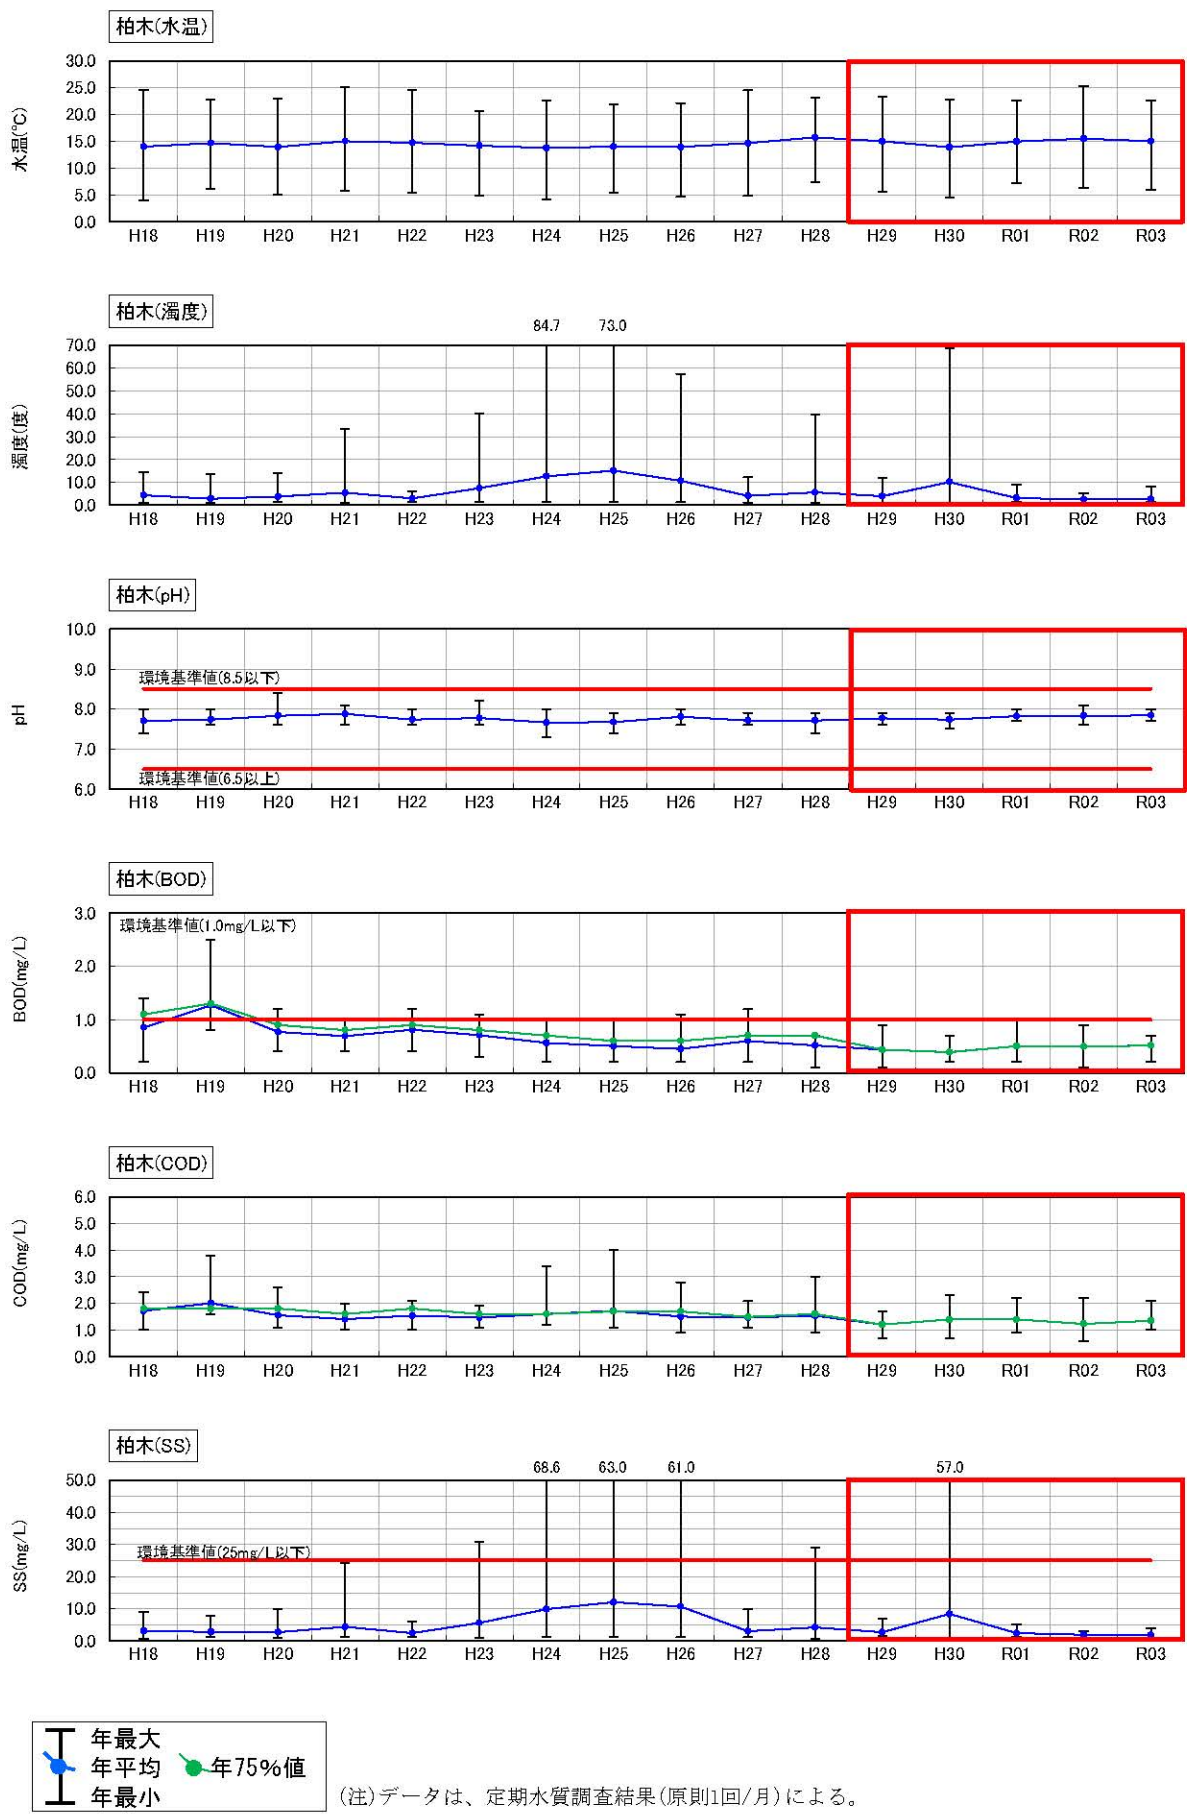 柏木(水温)
水温(℃)
30.0
25.0
20.0
15.0
10.0
5.0
0.0
H18 H19 H20 H21 H22 H23 H24 H25 H26 H27 H28 H29 H30 R01 R02 R03
柏木(濁度)
84.7 73.0
濁度(度)
70.0
60.0
50.0
40.0
30.0
20.0
10.0
0.0
H18 H19 H20 H21 H22 H23 H24 H25 H26 H27 H28 H29 H30 R01 R02 R03
柏木(pH)
pH
10.0
9.0
環境基準値(8.5以下)
8.0
7.0
環境基準値(6.5以上)
6.0
H18 H19 H20 H21 H22 H23 H24 H25 H26 H27 H28 H29 H30 R01 R02 R03
柏木(BOD)
BOD(mg/L)
3.0
環境基準値(1.0mg/L以下)
2.0
1.0
0.0
H18 H19 H20 H21 H22 H23 H24 H25 H26 H27 H28 H29 H30 R01 R02 R03
柏木(COD)
COD(mg/L)
6.0
5.0
4.0
3.0
2.0
1.0
0.0
H18 H19 H20 H21 H22 H23 H24 H25 H26 H27 H28 H29 H30 R01 R02 R03
柏木(SS)
68.6 63.0 61.0 57.0
SS(mg/L)
50.0
40.0
30.0
環境基準値(25mg/L以下)
20.0
10.0
0.0
H18 H19 H20 H21 H22 H23 H24 H25 H26 H27 H28 H29 H30 R01 R02 R03
年最大
年平均 年75%値
年最小
(注)データは、定期水質調査結果(原則1回/月)による。